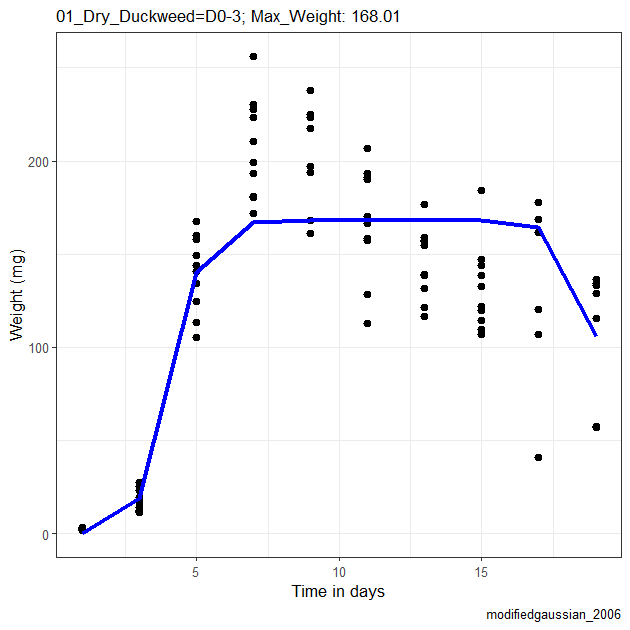 01_Dry_Duckweed=D0-3; Max_Weight: 168.01
Weight (mg)
200
100
0
5 10 15
Time in days
modifiedgaussian_2006